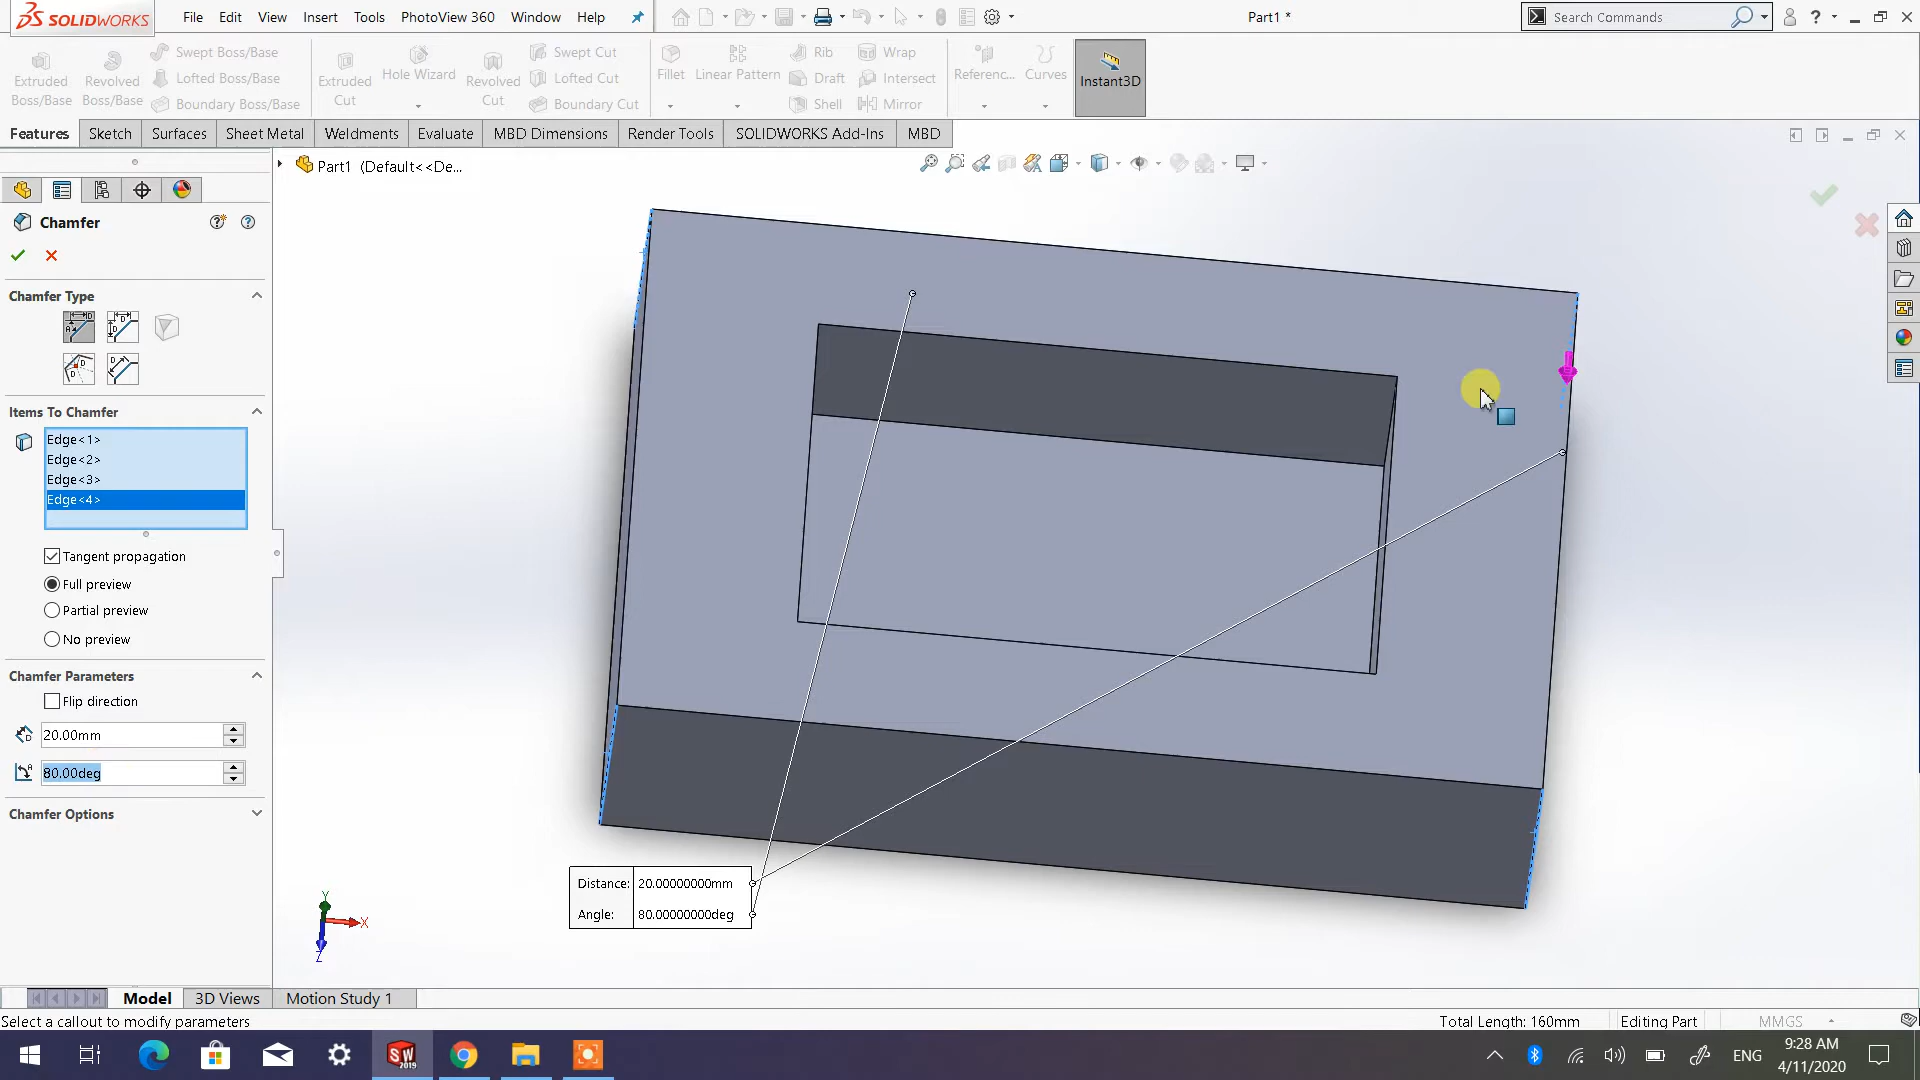 SOLIDWORKS
File Edit View Insert Tools PhotoView 360 Window Help
Part1 *
Search Commands
Extruded Boss/Base
Revolved Boss/Base
Swept Boss/Base
Lofted Boss/Base
Boundary Boss/Base
Extruded Cut
Hole Wizard
Revolved Cut
Swept Cut
Lofted Cut
Boundary Cut
Fillet
Linear Pattern
Rib
Draft
Shell
Wrap
Intersect
Mirror
Referenc...
Curves
Instant3D
Features Sketch Surfaces Sheet Metal Weldments Evaluate MBD Dimensions Render Tools SOLIDWORKS Add-Ins MBD
Part1 (Default<<De...
Chamfer
Chamfer Type
Items To Chamfer
Edge<1>
Edge<2>
Edge<3>
Edge<4>
Tangent propagation
Full preview
Partial preview
No preview
Chamfer Parameters
Flip direction
20.00mm
80.00deg
Chamfer Options
Distance: 20.00000000mm
Angle: 80.00000000deg
Y
X
Z
Model 3D Views Motion Study 1
Select a callout to modify parameters
Total Length: 160mm
Editing Part
MMGS
SW
2019
ENG
9:28 AM
4/11/2020